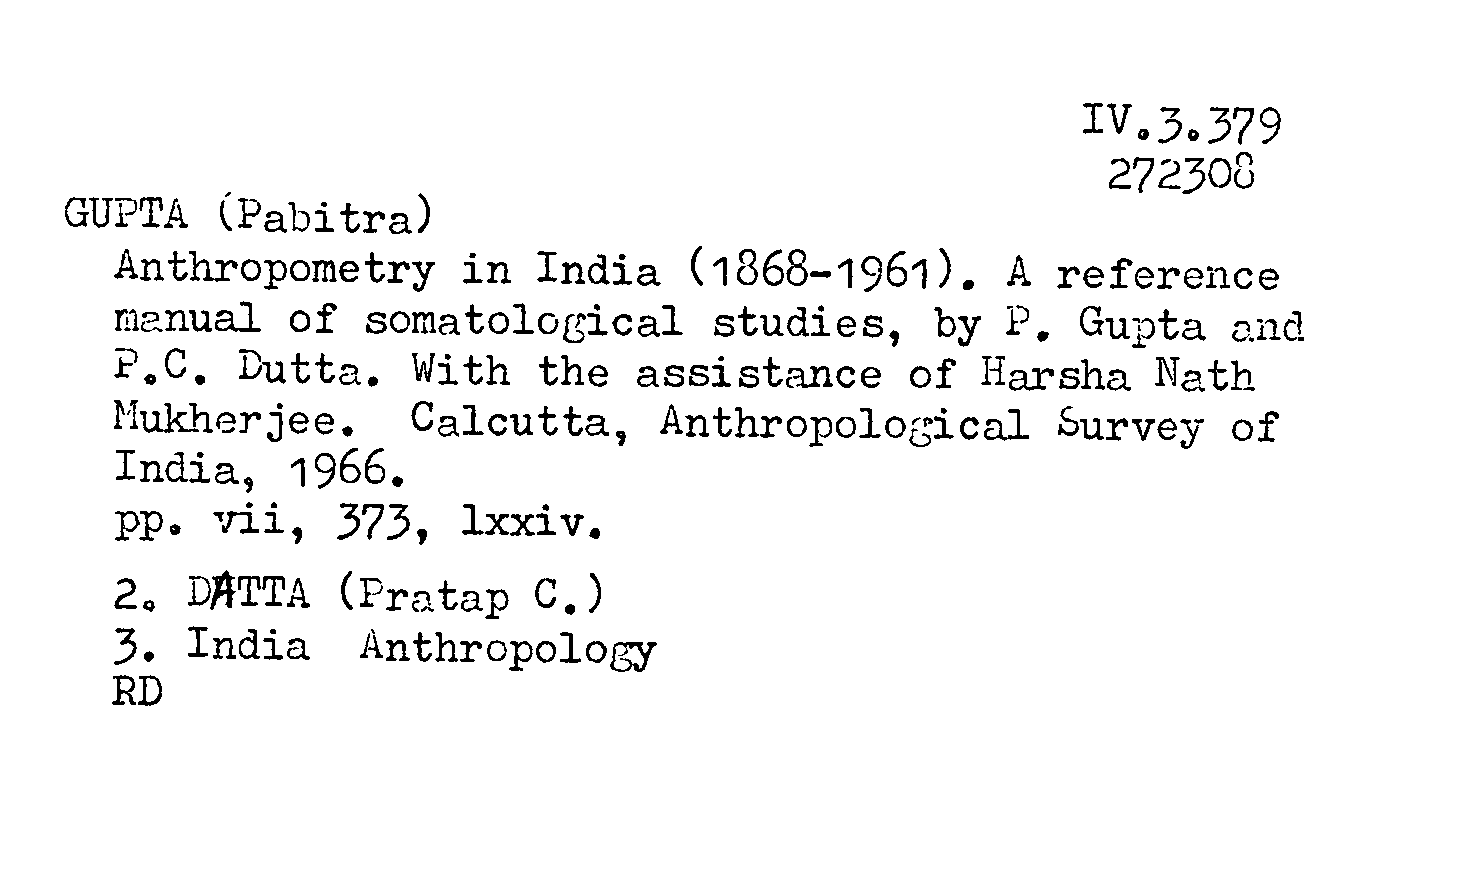 IV.3.379
272308
GUPTA (Pabitra)
Anthropometry in India (1868-1961). A reference
manual of somatological studies, by P. Gupta and
P.C. Dutta. With the assistance of Harsha Nath
Mukherjee. Calcutta, Anthropological Survey of
India, 1966.
pp. vii, 373, lxxiv.
2. DATTA (Pratap C.)
3. India Anthropology
RD